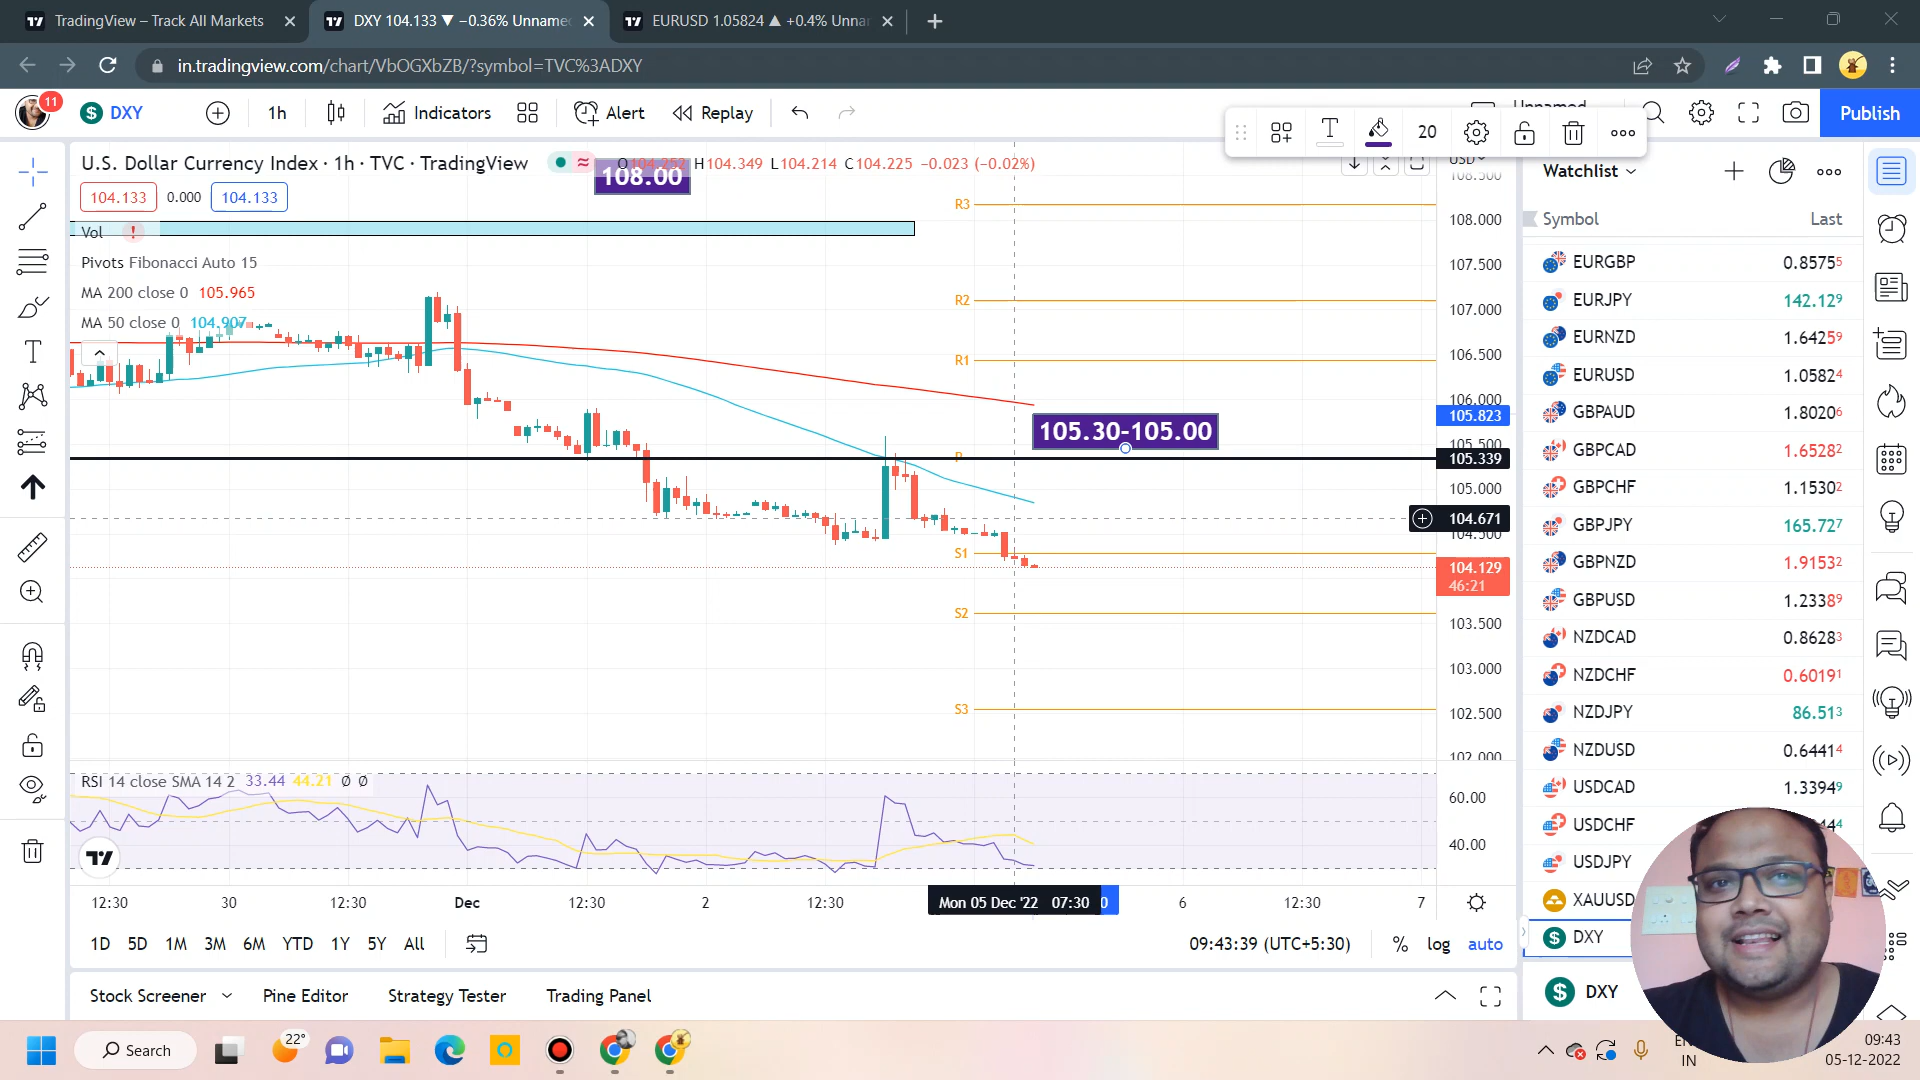 TradingView – Track All Markets
DXY 104.133 ▼ −0.36% Unname
EURUSD 1.05824 ▲ +0.4% Unna
in.tradingview.com/chart/VbOGXbZB/?symbol=TVC%3ADXY
11
DXY
1h
Indicators
Alert
Replay
Unnamed
Publish
20
U.S. Dollar Currency Index · 1h · TVC · TradingView
O104.252 H104.349 L104.214 C104.225 −0.023 (−0.02%)
108.00
104.133
0.000
104.133
Vol
Pivots Fibonacci Auto 15
MA 200 close 0 105.965
MA 50 close 0 104.907
R3
R2
R1
P
S1
S2
S3
105.30-105.00
USD
108.500
108.000
107.500
107.000
106.500
106.000
105.823
105.500
105.339
105.000
104.671
104.500
104.129
46:21
103.500
103.000
102.500
102.000
RSI 14 close SMA 14 2 33.44 44.21 Ø Ø
60.00
40.00
12:30
30
12:30
Dec
12:30
2
12:30
Mon 05 Dec '22 07:30
0
6
12:30
7
1D 5D 1M 3M 6M YTD 1Y 5Y All
09:43:39 (UTC+5:30)
% log auto
Stock Screener
Pine Editor
Strategy Tester
Trading Panel
Watchlist
Symbol Last
EURGBP 0.85755
EURJPY 142.129
EURNZD 1.64259
EURUSD 1.05824
GBPAUD 1.80206
GBPCAD 1.65282
GBPCHF 1.15302
GBPJPY 165.727
GBPNZD 1.91532
GBPUSD 1.23389
NZDCAD 0.86283
NZDCHF 0.60191
NZDJPY 86.513
NZDUSD 0.64414
USDCAD 1.33949
USDCHF
USDJPY
XAUUSD
DXY
DXY
Search
22°
IN
09:43
05-12-2022